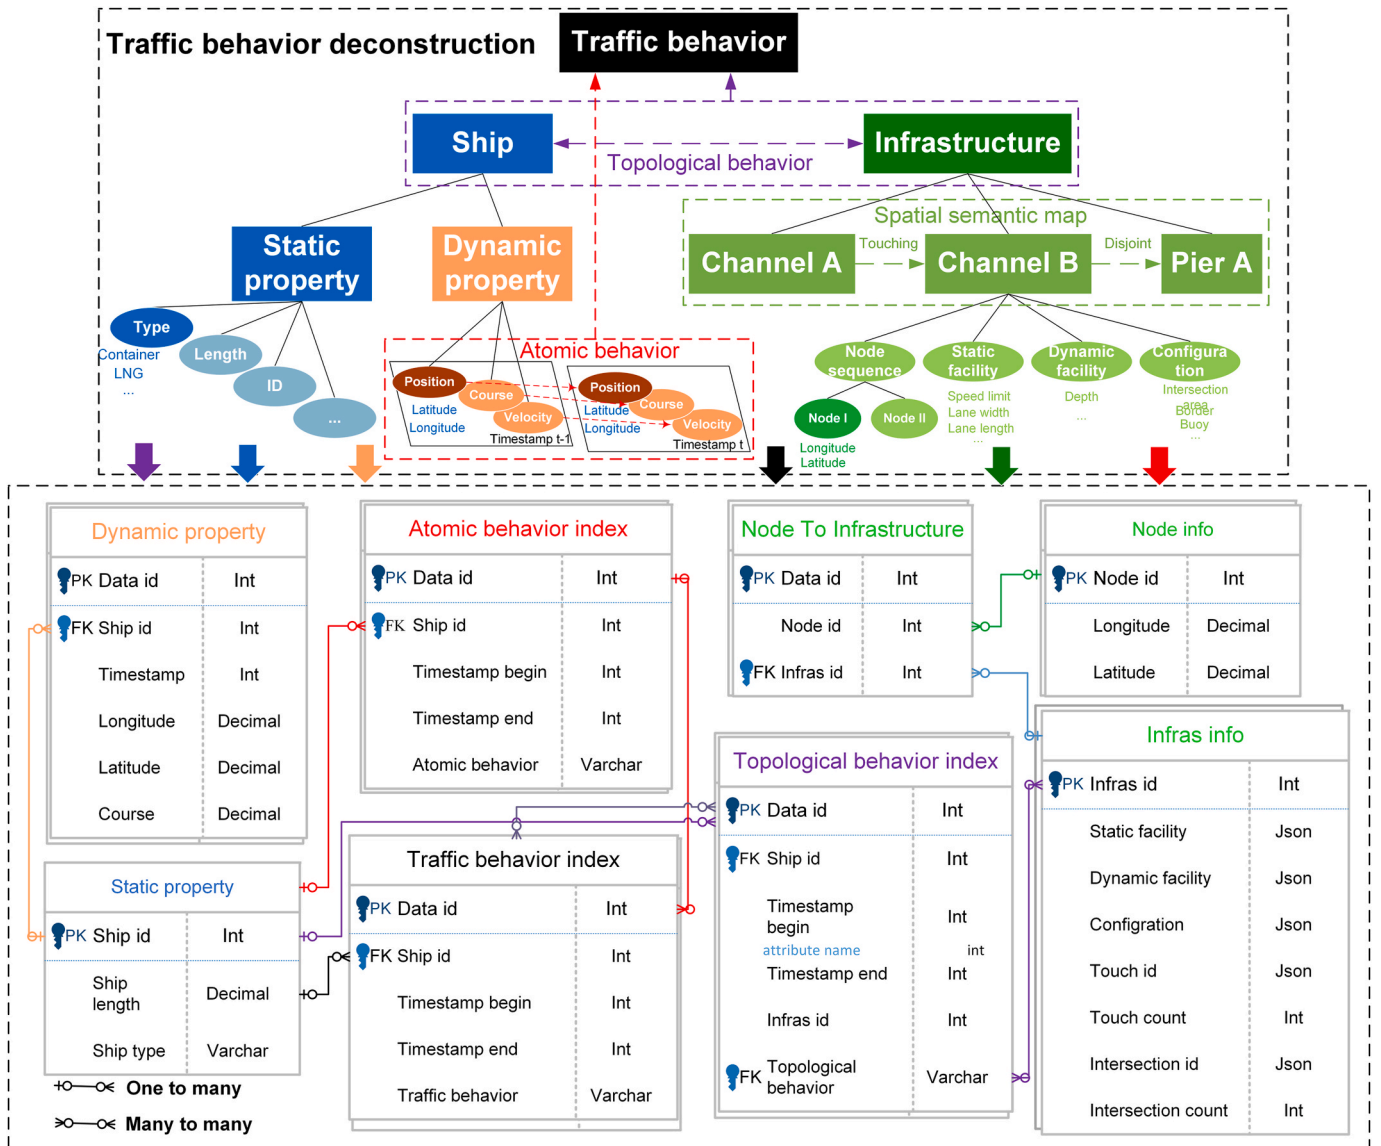 Traffic behavior deconstruction
Traffic behavior
Ship
Topological behavior
Infrastructure
Spatial semantic map
Static
property
Dynamic
property
Channel A
Touching
Channel B
Disjoint
Pier A
Type
Container
LNG
...
Length
ID
...
Atomic behavior
Position
Course
Velocity
Latitude
Longitude
Timestamp t-1
Position
Course
Velocity
Latitude
Longitude
Timestamp t
Node
sequence
Static
facility
Dynamic
facility
Configura
tion
Node I
Node II
Longitude
Latitude
Speed limit
Lane width
Lane length
...
Depth
...
Intersection
area
Border
Buoy
...
Dynamic property
PK Data id Int
FK Ship id Int
Timestamp Int
Longitude Decimal
Latitude Decimal
Course Decimal
Atomic behavior index
PK Data id Int
FK Ship id Int
Timestamp begin Int
Timestamp end Int
Atomic behavior Varchar
Node To Infrastructure
PK Data id Int
Node id Int
FK Infras id Int
Node info
PK Node id Int
Longitude Decimal
Latitude Decimal
Static property
PK Ship id Int
Ship
length Decimal
Ship type Varchar
Traffic behavior index
PK Data id Int
FK Ship id Int
Timestamp begin Int
Timestamp end Int
Traffic behavior Varchar
Topological behavior index
PK Data id Int
FK Ship id Int
Timestamp
begin Int
attribute name int
Timestamp end Int
Infras id Int
FK Topological
behavior Varchar
Infras info
PK Infras id Int
Static facility Json
Dynamic facility Json
Configration Json
Touch id Json
Touch count Int
Intersection id Json
Intersection count Int
One to many
Many to many